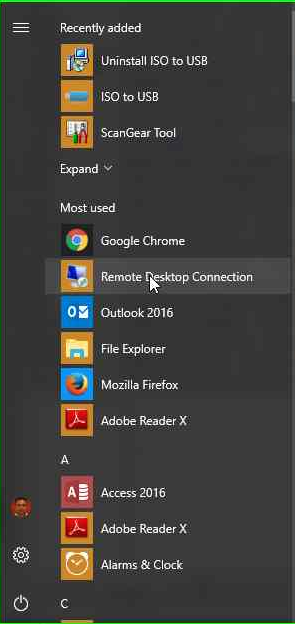 Recently added
Uninstall ISO to USB
ISO to USB
ScanGear Tool
Expand
Most used
Google Chrome
Remote Desktop Connection
Outlook 2016
File Explorer
Mozilla Firefox
Adobe Reader X
A
Access 2016
Adobe Reader X
Alarms & Clock
C